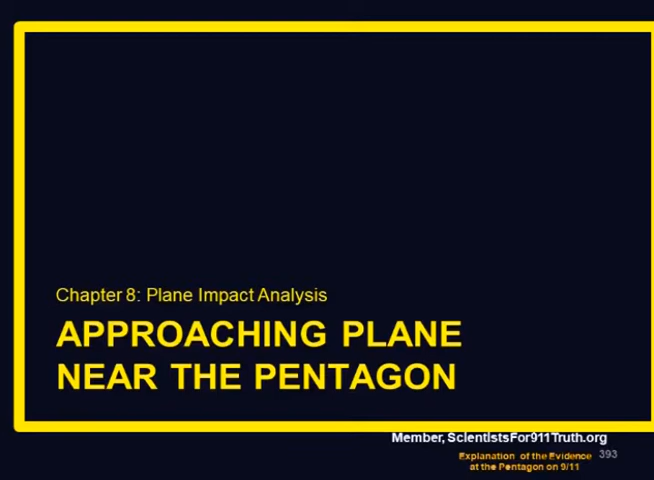 Chapter 8: Plane Impact Analysis
APPROACHING PLANE
NEAR THE PENTAGON
Member, ScientistsFor911Truth.org
Explanation of the Evidence 393
at the Pentagon on 9/11